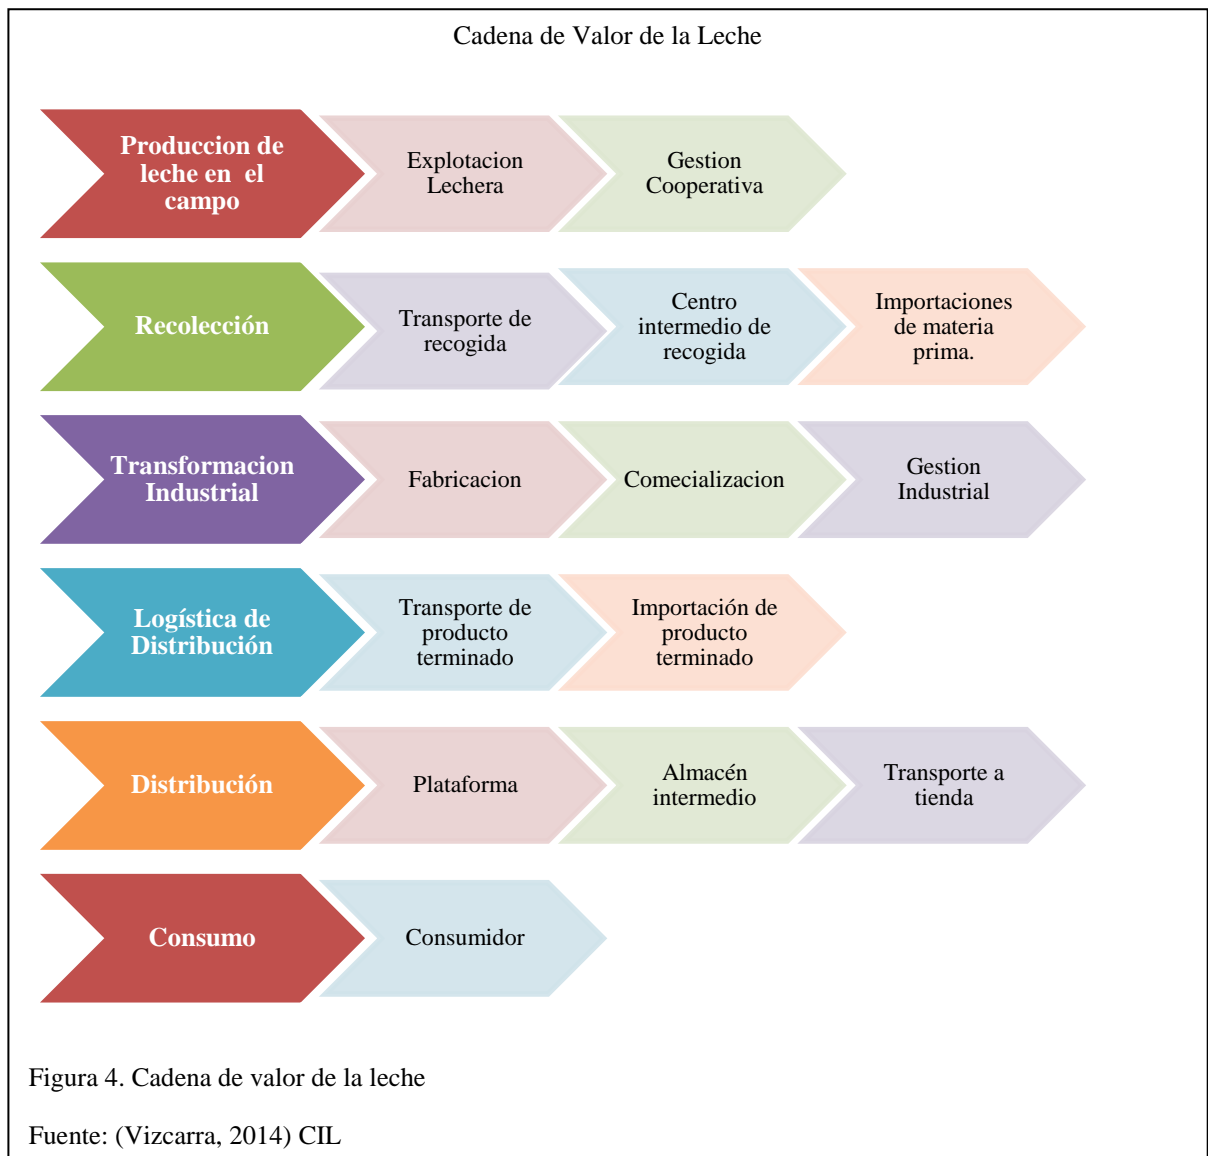 Cadena de Valor de la Leche
Produccion de
leche en el
campo
Explotacion
Lechera
Gestion
Cooperativa
Recolección
Transporte de
recogida
Centro
intermedio de
recogida
Importaciones
de materia
prima.
Transformacion
Industrial
Fabricacion
Comecializacion
Gestion
Industrial
Logística de
Distribución
Transporte de
producto
terminado
Importación de
producto
terminado
Distribución
Plataforma
Almacén
intermedio
Transporte a
tienda
Consumo
Consumidor
Figura 4. Cadena de valor de la leche
Fuente: (Vizcarra, 2014) CIL